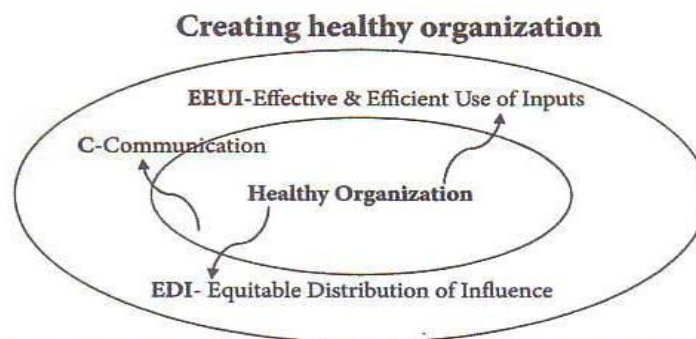 Creating healthy organization
EEUI-Effective & Efficient Use of Inputs
C-Communication
Healthy Organization
EDI- Equitable Distribution of Influence